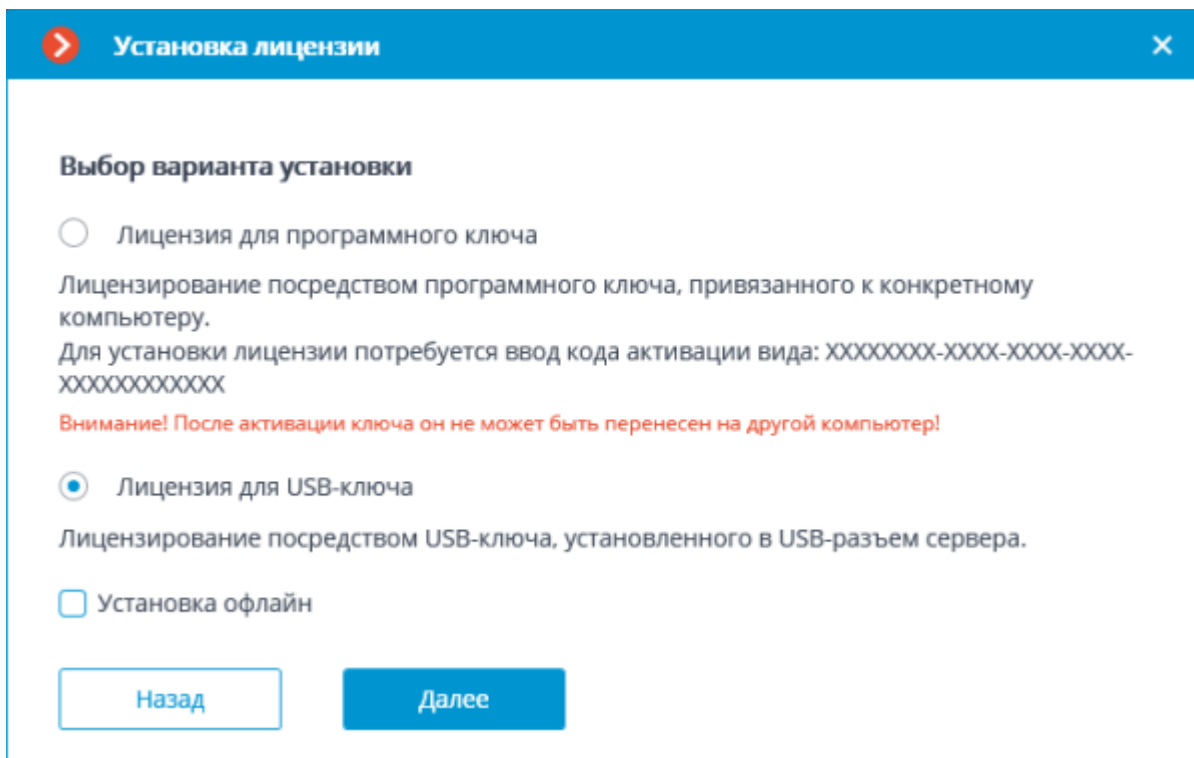 Установка лицензии
Выбор варианта установки
Лицензия для программного ключа
Лицензирование посредством программного ключа, привязанного к конкретному
компьютеру.
Для установки лицензии потребуется ввод кода активации вида: XXXXXXXX-XXXX-XXXX-XXXX-
XXXXXXXXXXXX
Внимание! После активации ключа он не может быть перенесен на другой компьютер!
Лицензия для USB-ключа
Лицензирование посредством USB-ключа, установленного в USB-разъем сервера.
Установка офлайн
Назад
Далее